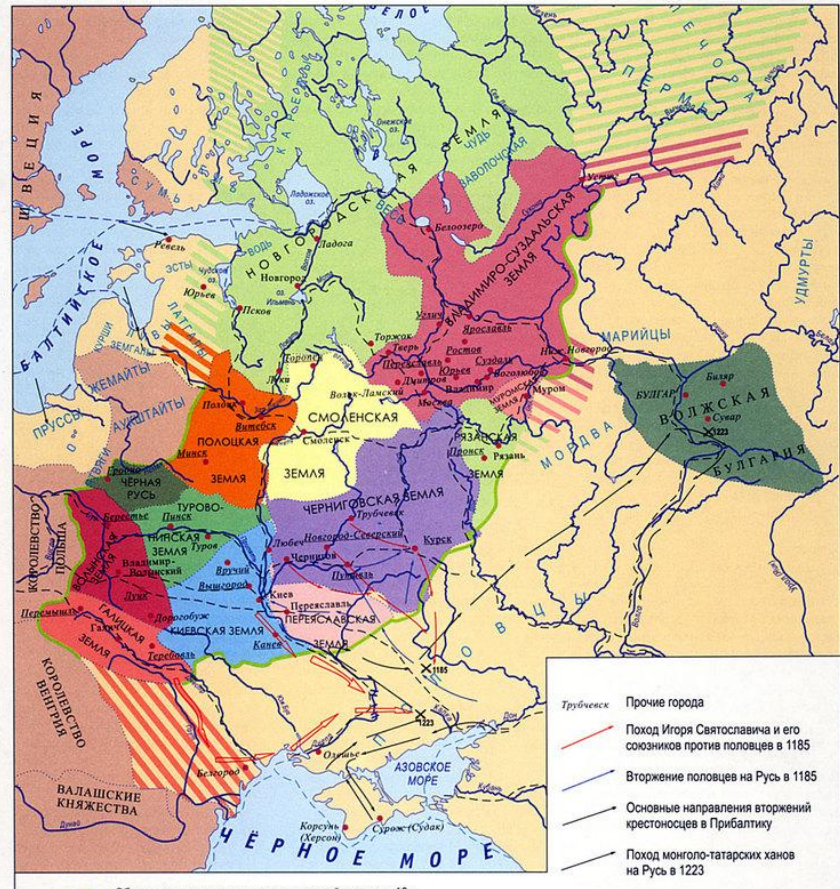 БЕЛОЕ
ПЕЧОРА
ПЕРМЬ
ШВЕЦИЯ
БАЛТИЙСКОЕ МОРЕ
СУМЬ
Онежское оз.
Ладожское оз.
ЧУДЬ
ЗАВОЛОЧСКАЯ
НОВГОРОДСКАЯ ЗЕМЛЯ
ВЕСЬ
Устюг
Белоозеро
Ладога
ВЛАДИМИРО-СУЗДАЛЬСКАЯ
ЗЕМЛЯ
Ревель
ВОДЬ
ЭСТЫ
Чудское оз.
Новгород
оз. Ильмень
Юрьев
Псков
УДМУРТЫ
Углич
Ярославль
МАРИЙЦЫ
ЛИВЫ
ЛАТГАЛЫ
КУРШИ
ЗЕМГАЛЫ
Торжок
Тверь
Ростов
Ниж. Новгород
Переяславль
Суздаль
Торопец
Юрьев
Боголюбов
Луки
Дмитров
Владимир
Волок-Ламский
Москва
МУРОМСКАЯ
ЗЕМЛЯ
Муром
ЖЕМАЙТЫ
Биляр
БУЛГАР
ВОЛЖСКАЯ
Сувар
1223
БУЛГАРИЯ
ПРУССЫ
АУКШТАЙТЫ
Полоцк
Витебск
СМОЛЕНСКАЯ
Смоленск
ЗЕМЛЯ
ПОЛОЦКАЯ
ЗЕМЛЯ
Минск
РЯЗАНСКАЯ
Пронск
Рязань
ЗЕМЛЯ
МОРДВА
Гродно
ЧЁРНАЯ
РУСЬ
ЧЕРНИГОВСКАЯ ЗЕМЛЯ
Трубчевск
КОРОЛЕВСТВО
ПОЛЬША
Берестье
ТУРОВО-
Пинск
ПИНСКАЯ
ЗЕМЛЯ
Туров
Любеч
Новгород-Северский
Курск
Чернигов
Путивль
ВОЛЫНСКАЯ
ЗЕМЛЯ
Владимир-
Волынский
Вручий
Вышгород
Киев
Луцк
Переяславль
ПЕРЕЯСЛАВСКАЯ
ЗЕМЛЯ
Перемышль
Дорогобуж
ГАЛИЦКАЯ
Галич
ЗЕМЛЯ
КИЕВСКАЯ ЗЕМЛЯ
Канев
Теребовль
ПОЛОВЦЫ
1185
1223
КОРОЛЕВСТВО
ВЕНГРИЯ
Волга
Дон
Олешье
Белгород
АЗОВСКОЕ
МОРЕ
Кубань
ВАЛАШСКИЕ
КНЯЖЕСТВА
Дунай
Корсунь
(Херсон)
Сурож (Судак)
ЧЁРНОЕ МОРЕ
Трубчевск Прочие города
Поход Игоря Святославича и его
союзников против половцев в 1185
Вторжение половцев на Русь в 1185
Основные направления вторжений
крестоносцев в Прибалтику
Поход монголо-татарских ханов
на Русь в 1223